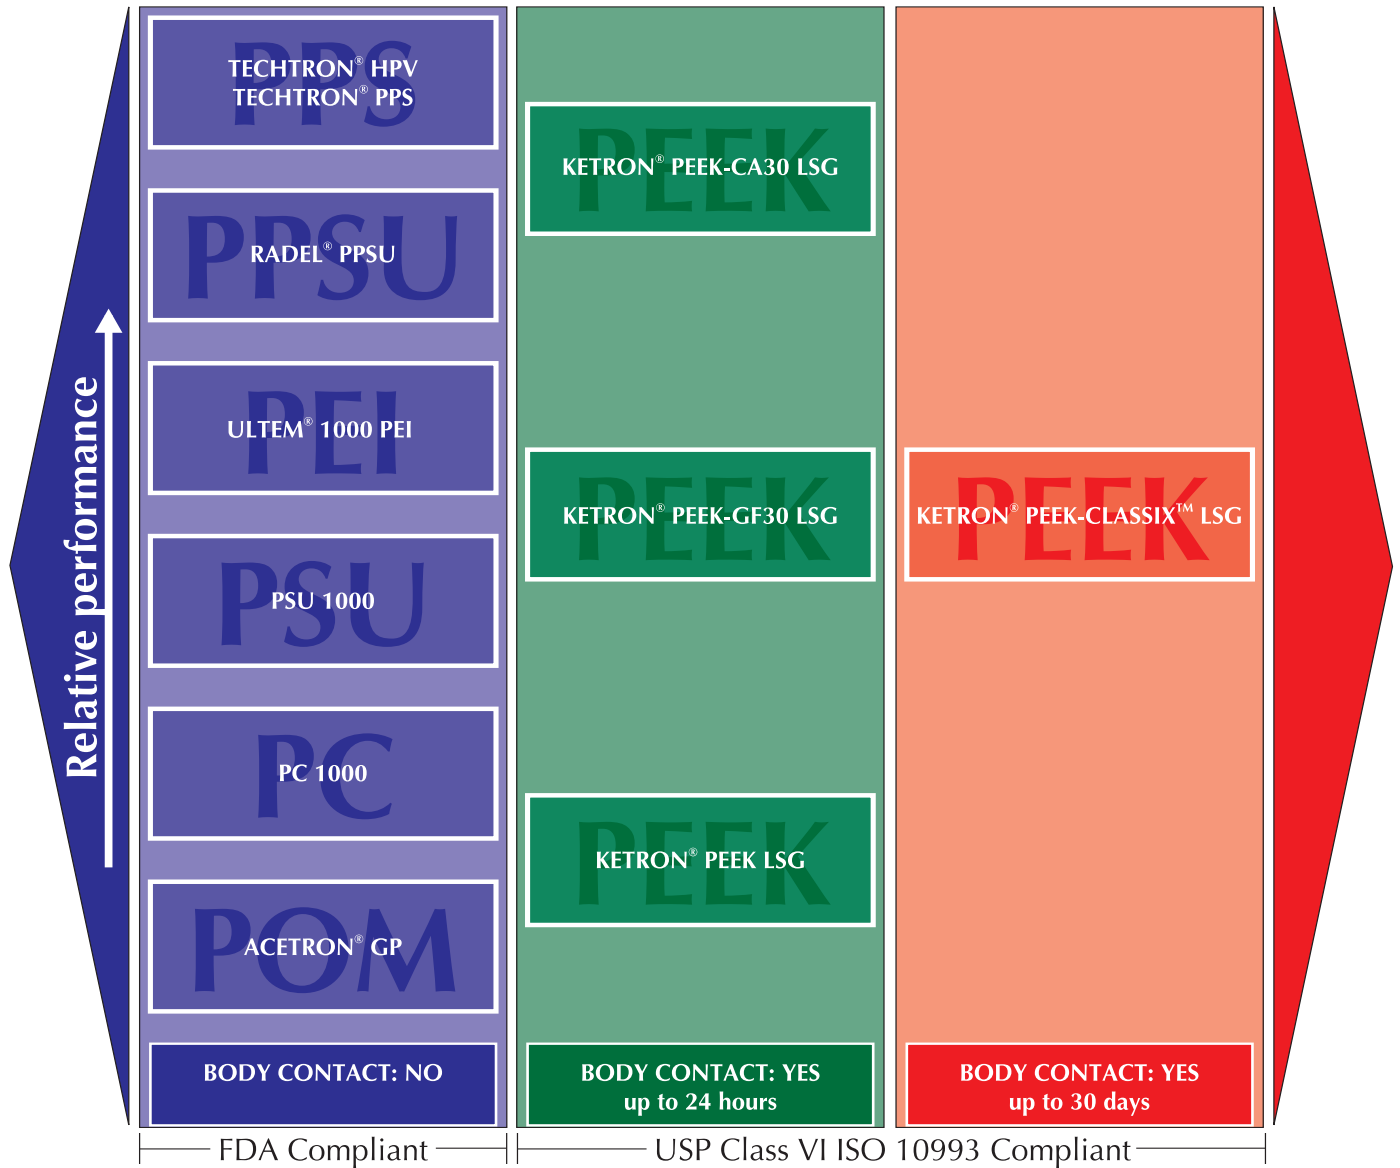 Relative performance
PPS
TECHTRON® HPV
TECHTRON® PPS
PPSU
RADEL® PPSU
PEI
ULTEM® 1000 PEI
PSU
PSU 1000
PC
PC 1000
POM
ACETRON® GP
BODY CONTACT: NO
FDA Compliant
PEEK
KETRON® PEEK-CA30 LSG
PEEK
KETRON® PEEK-GF30 LSG
PEEK
KETRON® PEEK LSG
BODY CONTACT: YES
up to 24 hours
PEEK
KETRON® PEEK-CLASSIX™ LSG
BODY CONTACT: YES
up to 30 days
USP Class VI ISO 10993 Compliant